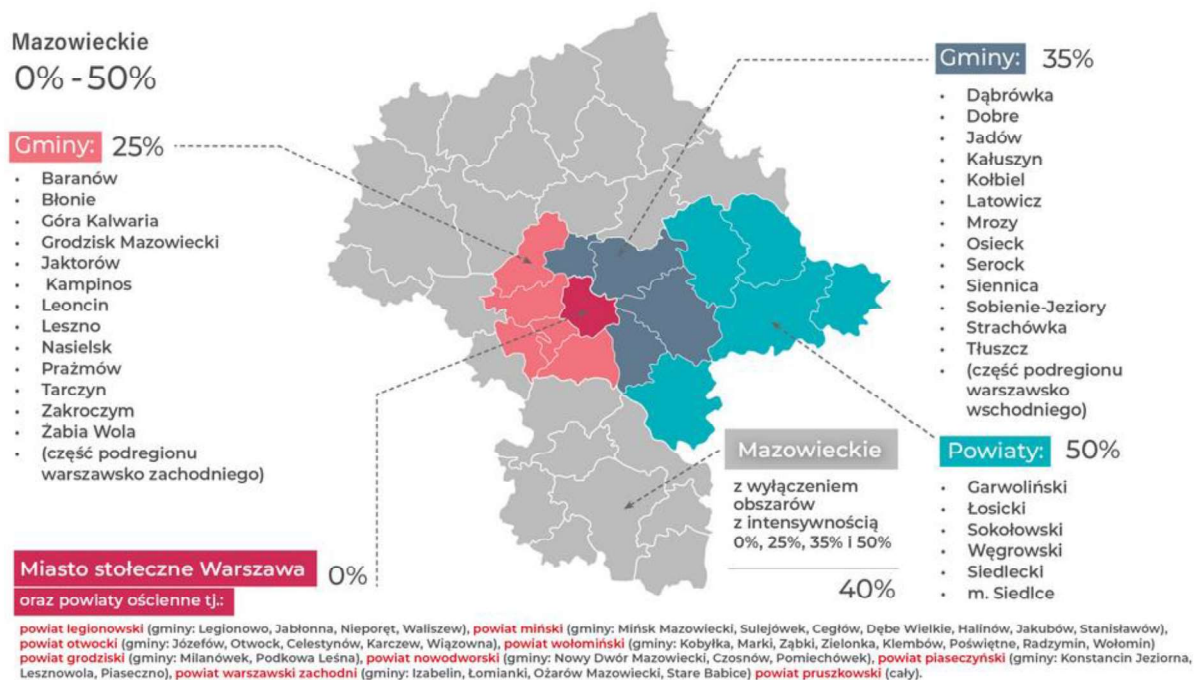 Mazowieckie
0% - 50%
Gminy: 25%
• Baranów
• Błonie
• Góra Kalwaria
• Grodzisk Mazowiecki
• Jaktorów
• Kampinos
• Leoncin
• Leszno
• Nasielsk
• Prażmów
• Tarczyn
• Zakroczym
• Żabia Wola
• (część podregionu
warszawsko zachodniego)
Gminy: 35%
• Dąbrówka
• Dobre
• Jadów
• Kałuszyn
• Kołbiel
• Latowicz
• Mrozy
• Osieck
• Serock
• Siennica
• Sobienie-Jeziory
• Strachówka
• Tłuszcz
• (część podregionu
warszawsko
wschodniego)
Powiaty: 50%
• Garwoliński
• Łosicki
• Sokołowski
• Węgrowski
• Siedlecki
• m. Siedlce
Mazowieckie
z wyłączeniem
obszarów
z intensywnością
0%, 25%, 35% i 50%
40%
Miasto stołeczne Warszawa 0%
oraz powiaty ościenne tj.:
powiat legionowski (gminy: Legionowo, Jabłonna, Nieporęt, Waliszew), powiat miński (gminy: Mińsk Mazowiecki, Sulejówek, Cegłów, Dębe Wielkie, Halinów, Jakubów, Stanisławów),
powiat otwocki (gminy: Józefów, Otwock, Celestynów, Karczew, Wiązowna), powiat wołomiński (gminy: Kobyłka, Marki, Ząbki, Zielonka, Klembów, Poświętne, Radzymin, Wołomin)
powiat grodziski (gminy: Milanówek, Podkowa Leśna), powiat nowodworski (gminy: Nowy Dwór Mazowiecki, Czosnów, Pomiechówek), powiat piaseczyński (gminy: Konstancin Jeziorna,
Lesznowola, Piaseczno), powiat warszawski zachodni (gminy: Izabelin, Łomianki, Ożarów Mazowiecki, Stare Babice) powiat pruszkowski (cały).